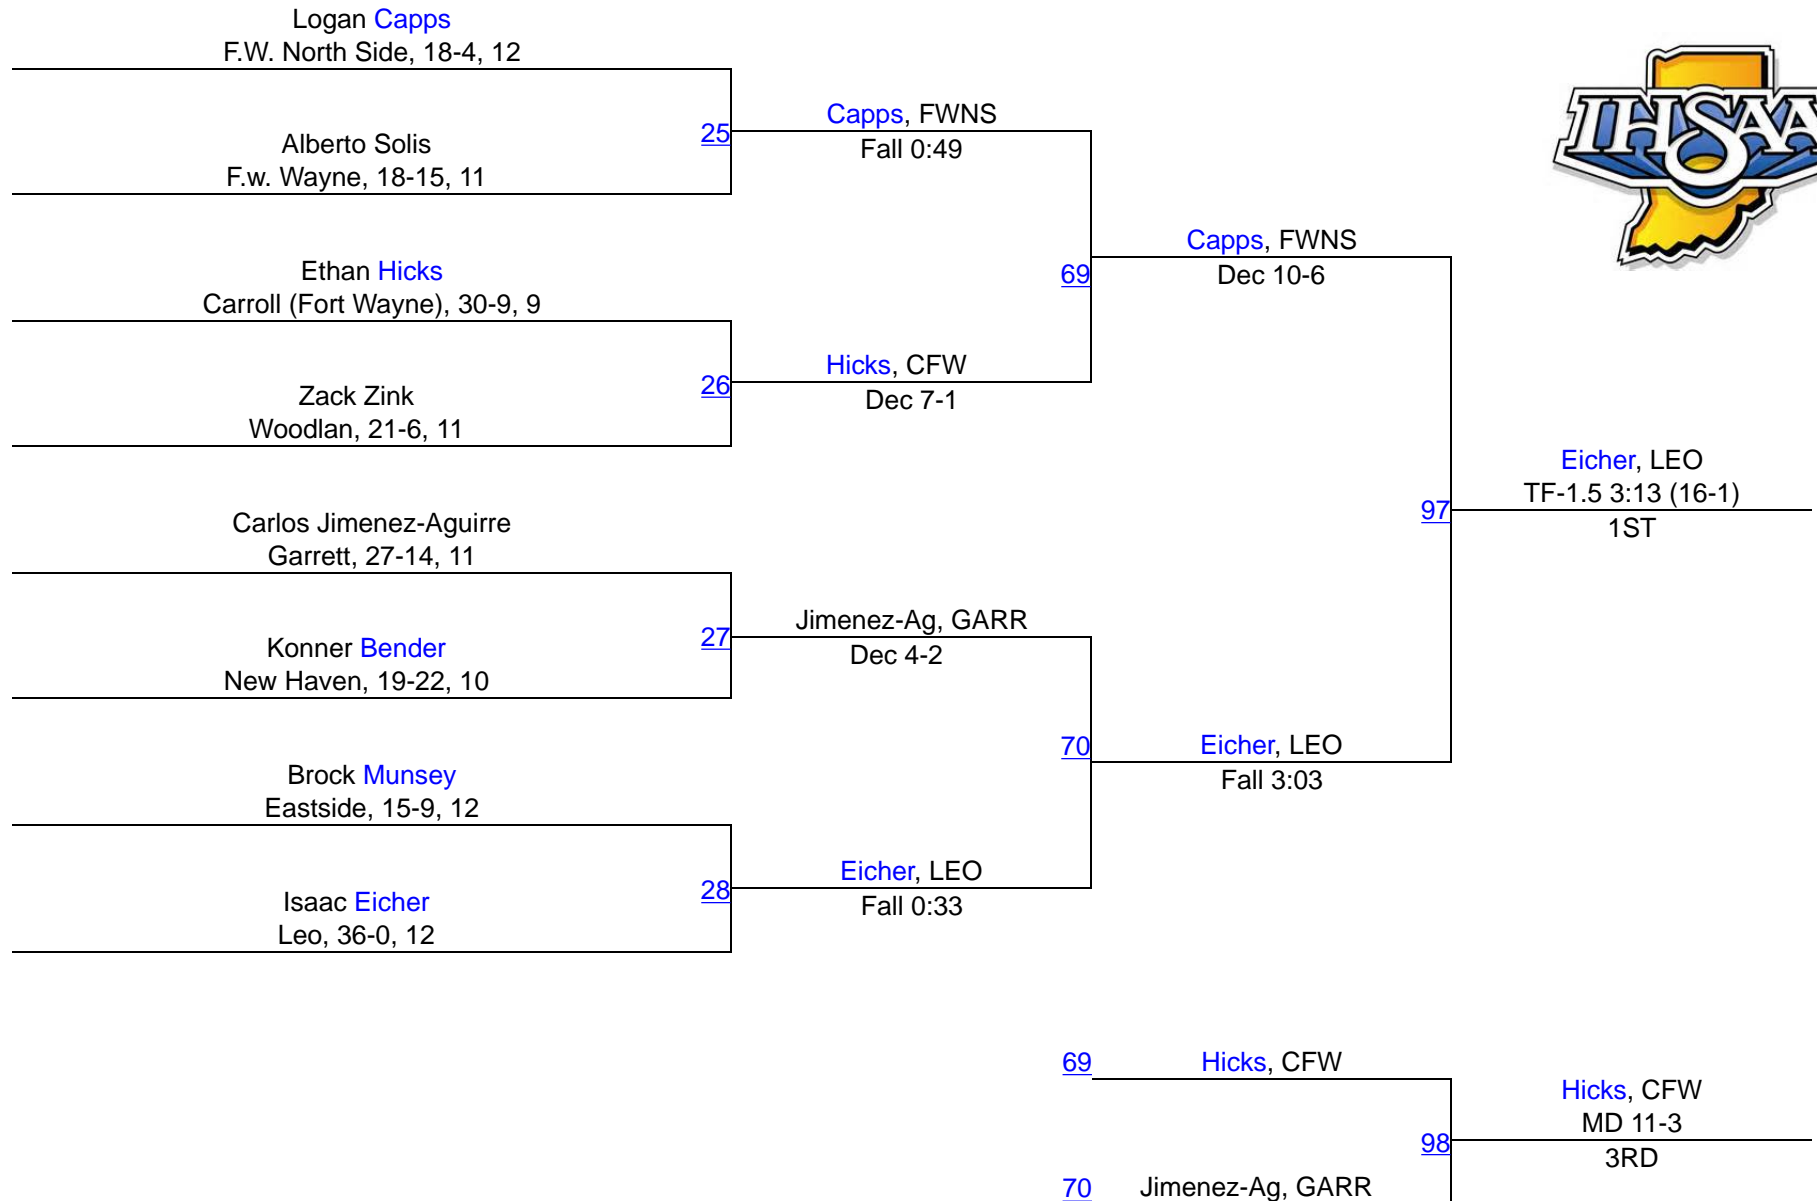 Logan Capps
F.W. North Side, 18-4, 12
Alberto Solis
F.w. Wayne, 18-15, 11
25
Capps, FWNS
Fall 0:49
Ethan Hicks
Carroll (Fort Wayne), 30-9, 9
Zack Zink
Woodlan, 21-6, 11
26
Hicks, CFW
Dec 7-1
69
Capps, FWNS
Dec 10-6
Carlos Jimenez-Aguirre
Garrett, 27-14, 11
Konner Bender
New Haven, 19-22, 10
27
Jimenez-Ag, GARR
Dec 4-2
Brock Munsey
Eastside, 15-9, 12
Isaac Eicher
Leo, 36-0, 12
28
Eicher, LEO
Fall 0:33
70
Eicher, LEO
Fall 3:03
97
Eicher, LEO
TF-1.5 3:13 (16-1)
1ST
IHSAA
69
Hicks, CFW
70
Jimenez-Ag, GARR
98
Hicks, CFW
MD 11-3
3RD